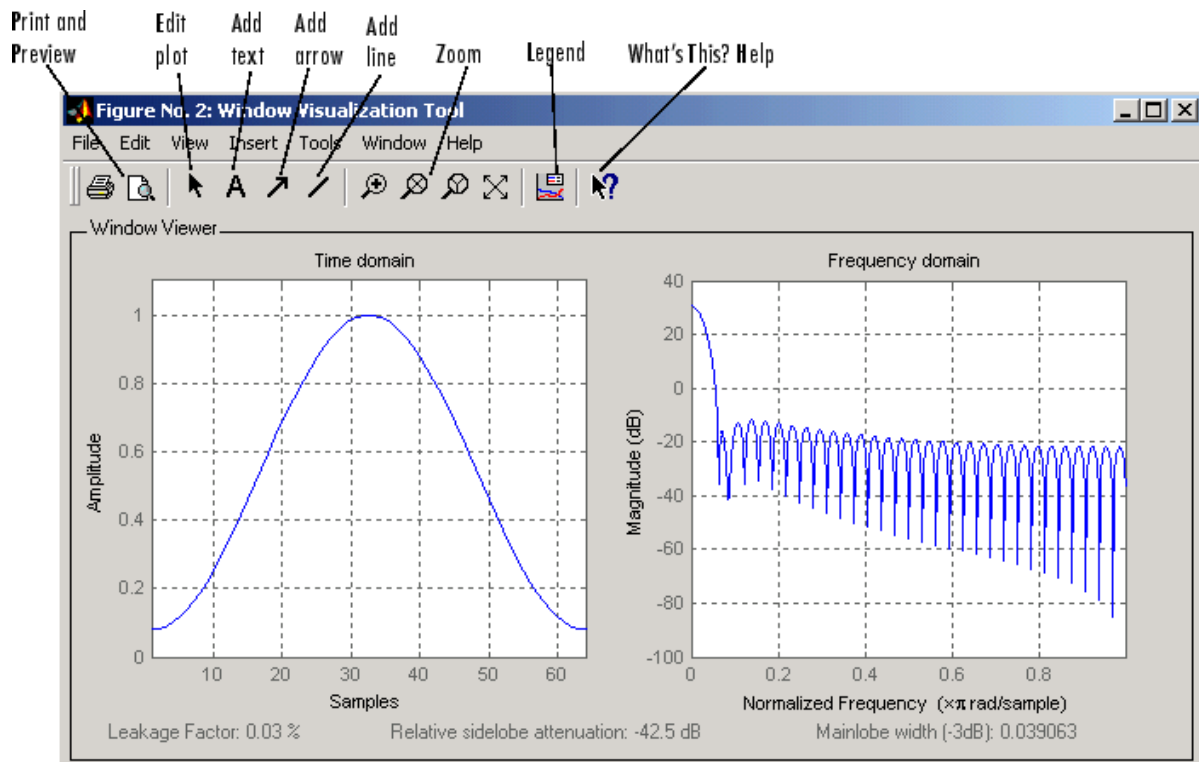 Print and Preview
Edit plot
Add text
Add arrow
Add line
Zoom
Legend
What's This? Help
Figure No. 2: Window Visualization Tool
File Edit View Insert Tools Window Help
A
?
Window Viewer
Time domain
Amplitude
1
0.8
0.6
0.4
0.2
0
10 20 30 40 50 60
Samples
Frequency domain
Magnitude (dB)
40
20
0
-20
-40
-60
-80
-100
0 0.2 0.4 0.6 0.8
Normalized Frequency (×π rad/sample)
Leakage Factor: 0.03 %
Relative sidelobe attenuation: -42.5 dB
Mainlobe width (-3dB): 0.039063